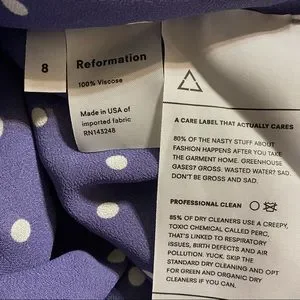 8
Reformation
100% Viscose
Made in USA of
imported fabric
RN143248
A CARE LABEL THAT ACTUALLY CARES
80% OF THE NASTY STUFF ABOUT
FASHION HAPPENS AFTER YOU TAKE
THE GARMENT HOME. GREENHOUSE
GASES? GROSS. WASTED WATER? SAD.
DON'T BE GROSS AND SAD.
PROFESSIONAL CLEAN
85% OF DRY CLEANERS USE A CREEPY,
TOXIC CHEMICAL CALLED PERC,
THAT'S LINKED TO RESPIRATORY
ISSUES, BIRTH DEFECTS AND AIR
POLLUTION. YUCK. SKIP THE
STANDARD DRY CLEANING AND OPT
FOR GREEN AND ORGANIC DRY
CLEANERS IF YOU CAN.